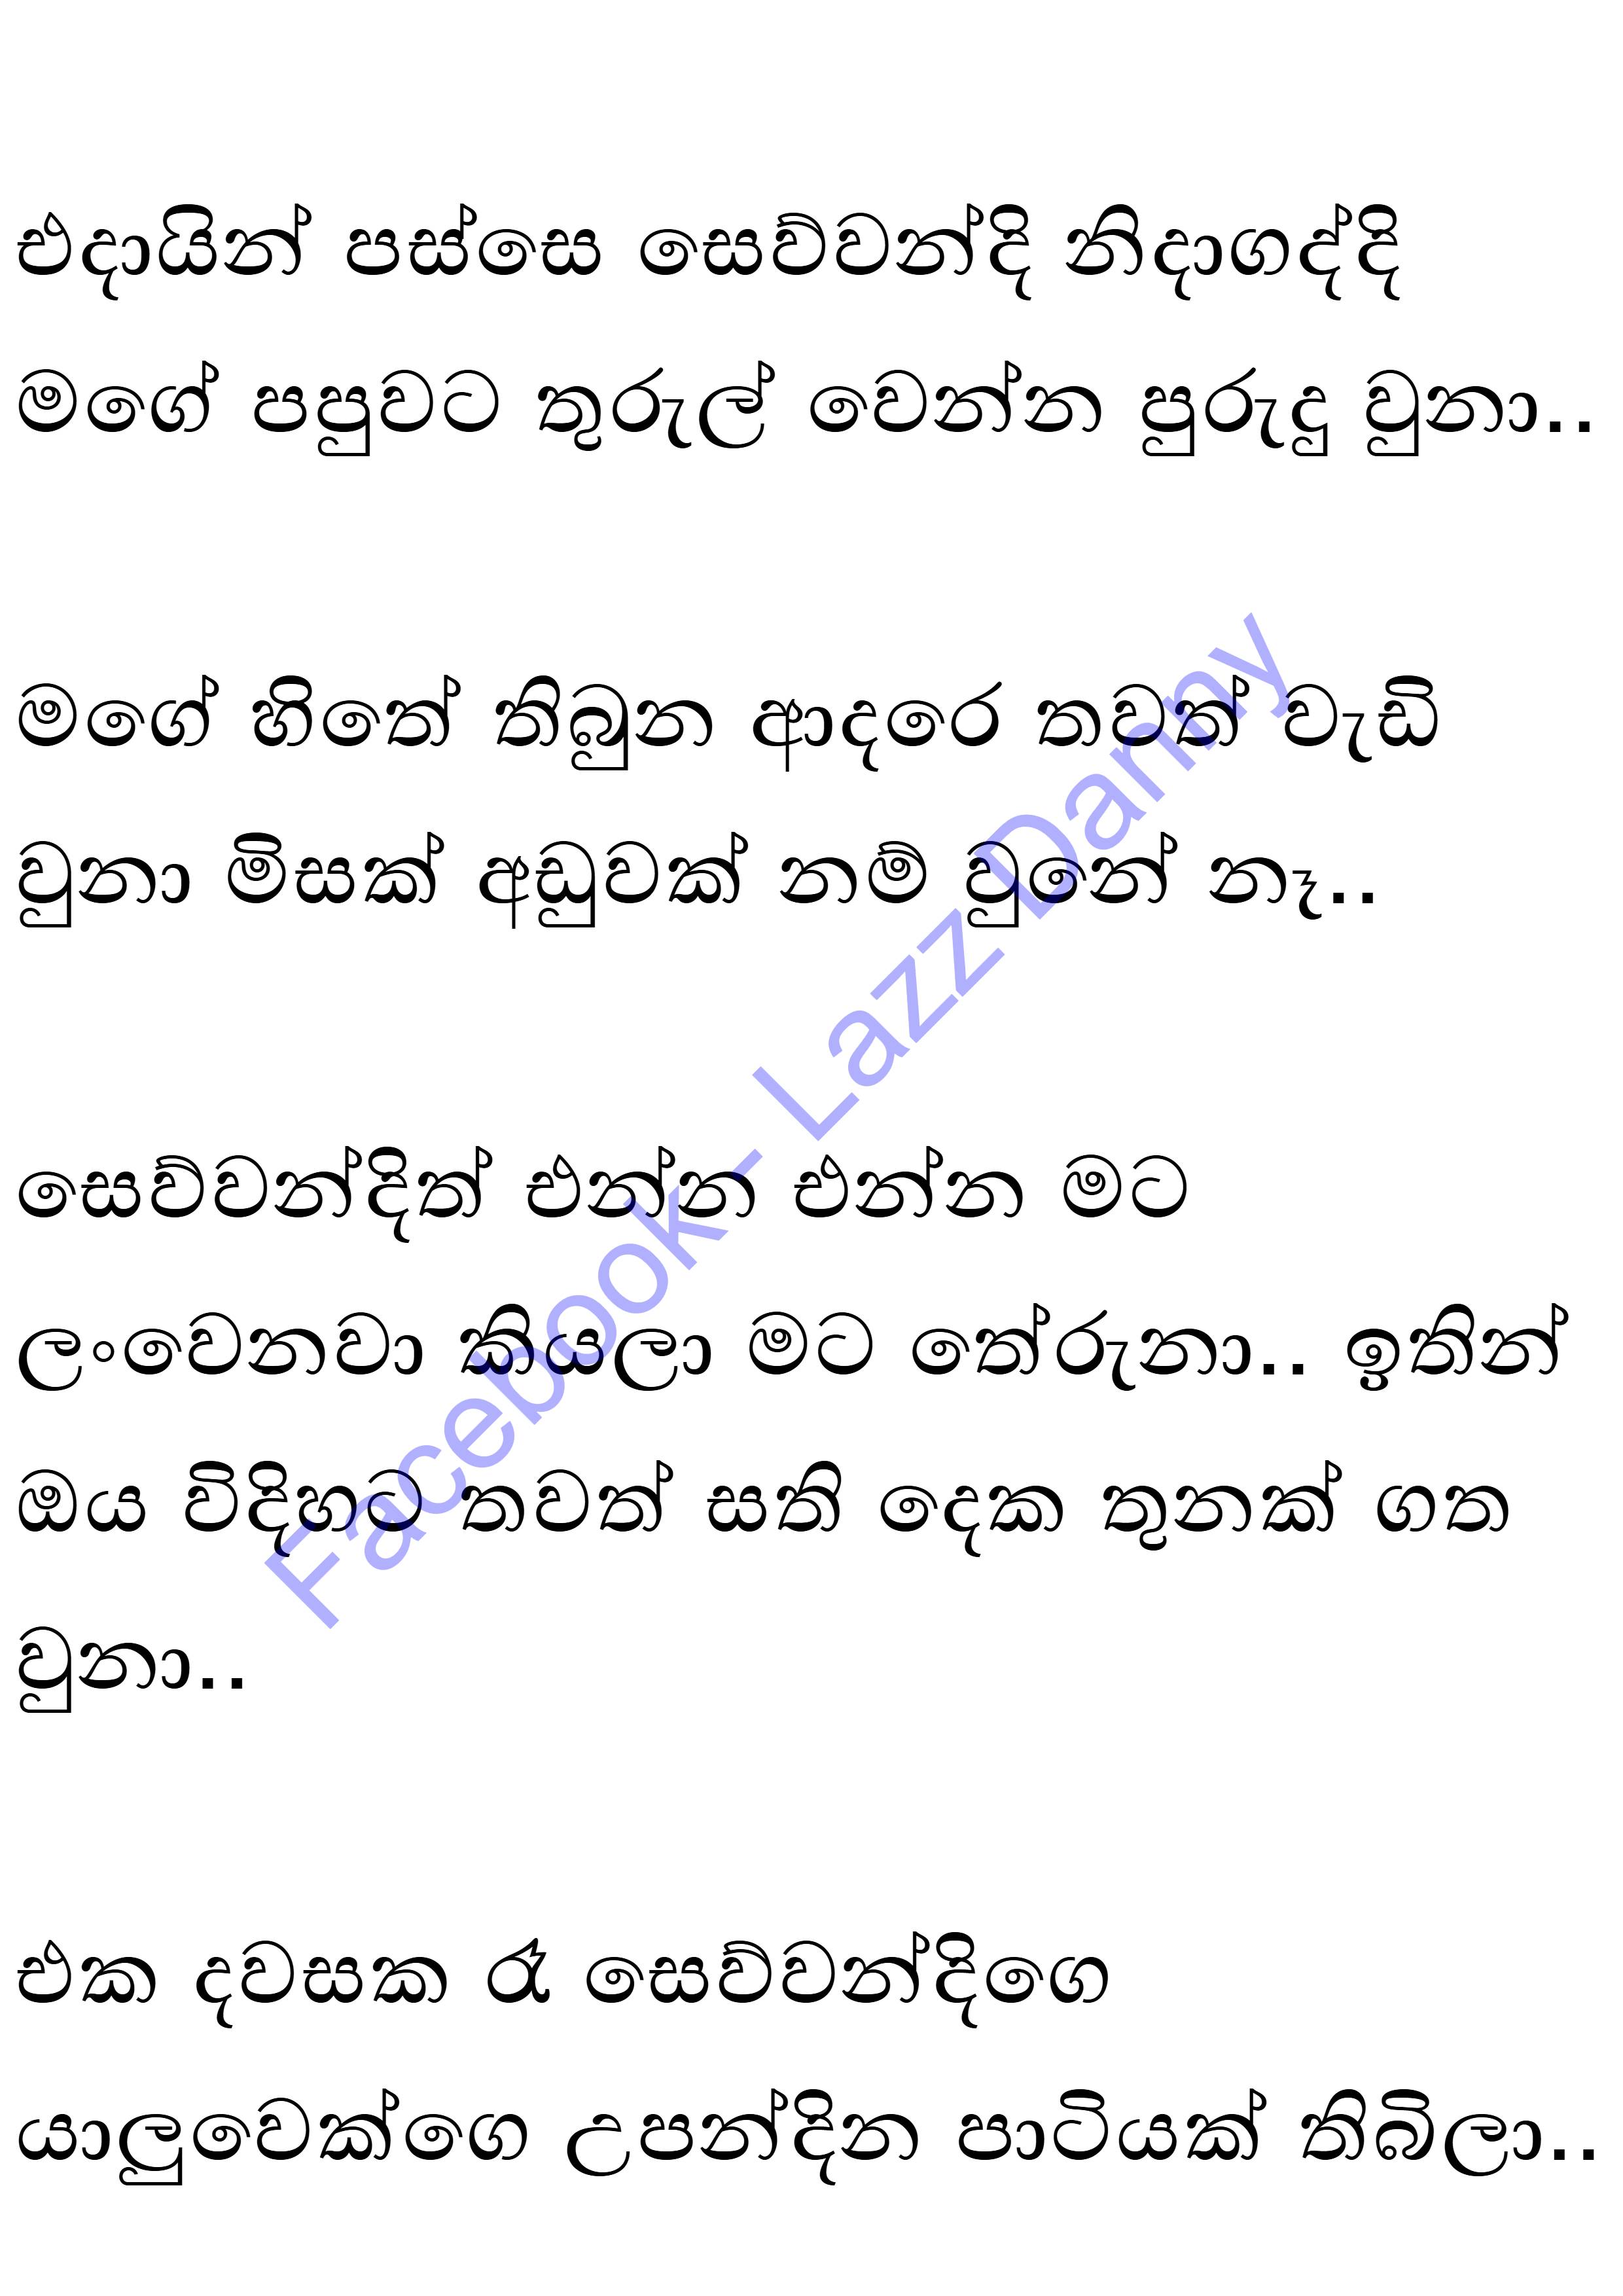 එදායින් පස්සෙ සෙව්වන්දි නිදාගද්දි
මගේ පපුවට තුරුල් වෙන්න පුරුදු වුනා..
මගේ හිතේ තිබුන ආදරෙ තවත් වැඩි
වුනා මිසක් අඩුවක් නම් වුනේ නෑ..
සෙව්වන්දිත් එන්න එන්න මට
ලංවෙනවා කියලා මට තේරුනා.. ඉතින්
ඔය විදිහට තවත් සති දෙක තුනක් ගත
වුනා..
එක දවසක රෑ සෙව්වන්දිගෙ
යාලුවෙක්ගෙ උපන්දින පාටියක් තිබ්ලා..
Facebook- Lazz Danny